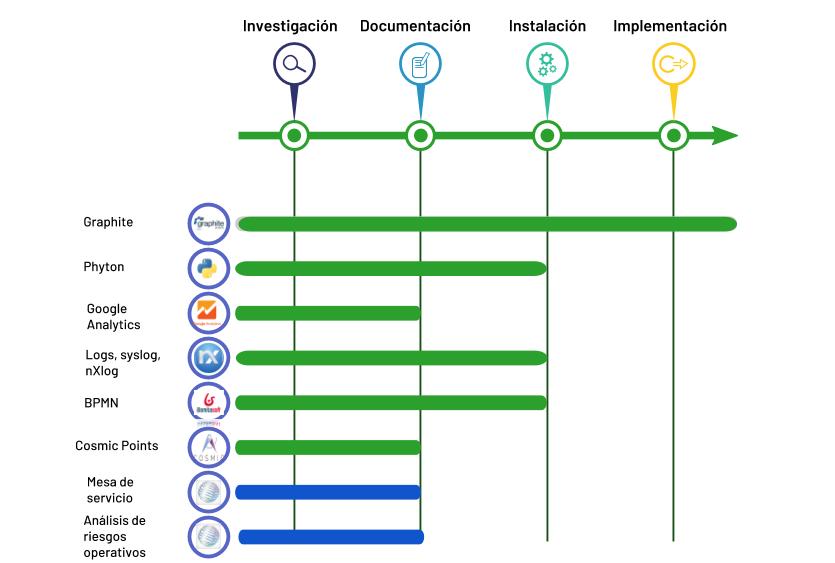 Investigación Documentación Instalación Implementación
Graphite
graphite
Phyton
Google
Analytics
Logs, syslog,
nXlog
nx
BPMN
Bonitasoft
Cosmic Points
COSMIC
Mesa de
servicio
Análisis de
riesgos
operativos